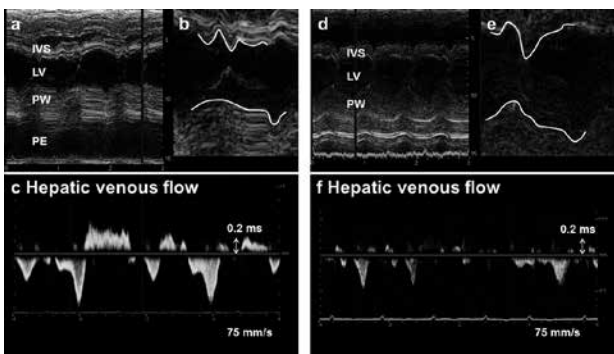 a
b
IVS
LV
PW
PE
d
e
IVS
LV
PW
c Hepatic venous flow
0.2 ms
75 mm/s
f Hepatic venous flow
0.2 ms
75 mm/s